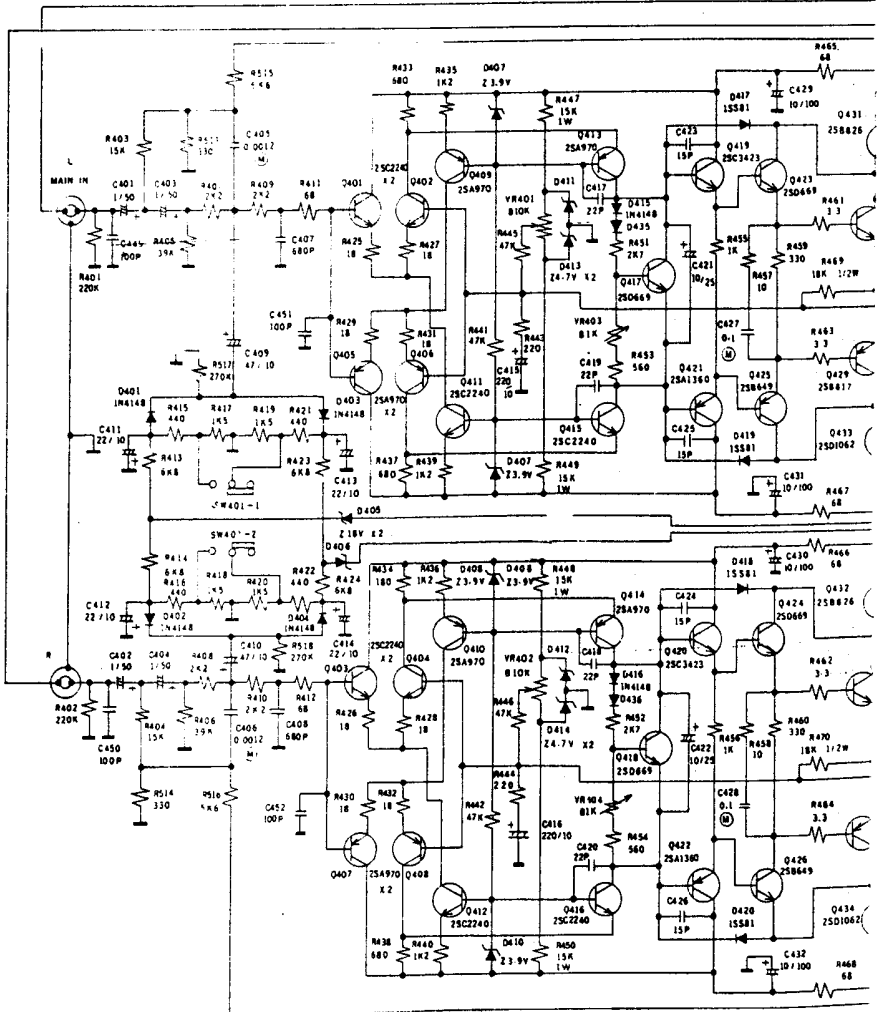 R515
5K6
R403
15K
R513
330
C405
0.0012
M
L
MAIN IN
C401
1/50
C403
1/50
R407
2K2
R409
2K2
R411
68
R401
220K
C449
100P
R405
39K
C407
680P
R433
680
R435
1K2
D407
Z3.9V
R447
15K
1W
Q413
2SA970
Q401
2SC2240
X2
Q402
Q409
2SA970
R425
18
R427
18
C451
100P
R429
18
R431
18
Q405
2SA970
X2
Q406
VR401
B10K
R445
47K
D411
D413
Z4.7V X2
C417
22P
D415
1N4148
D435
R451
2K7
Q417
2SD669
VR403
B1K
R453
560
C419
22P
R441
47K
R443
220
C415
220/10
Q411
2SC2240
Q415
2SC2240
R437
680
R439
1K2
D407
Z3.9V
R449
15K
1W
C423
15P
D417
1SS81
Q419
2SC3423
C421
10/25
R455
1K
R457
10
C427
0.1
M
Q421
2SA1360
C425
15P
D419
1SS81
R465
68
C429
10/100
Q423
2SD669
Q431
2SB826
R461
3.3
R459
330
R469
18K 1/2W
R463
3.3
Q425
2SB649
Q429
2SB817
Q433
2SD1062
C431
10/100
R467
68
C409
47/10
R517
270K
D401
1N4148
D403
1N4148
R415
440
R417
1K5
R419
1K5
R421
440
C411
22/10
R413
6K8
R423
6K8
C413
22/10
SW401-1
D405
Z18V X2
D406
SW401-2
R414
6K8
R416
440
R418
1K5
R420
1K5
R422
440
R424
6K8
C412
22/10
D402
1N4148
D404
1N4148
C414
22/10
R518
270K
R
C402
1/50
C404
1/50
R408
2K2
C410
47/10
R410
2K2
R412
68
R402
220K
C450
100P
R404
15K
R406
39K
C406
0.0012
M
C408
680P
R514
330
R516
5K6
C452
100P
R434
180
R436
1K2
D408
Z3.9V
D408
Z3.9V
R448
15K
1W
Q414
2SA970
Q403
2SC2240
X2
Q404
Q410
2SA970
R426
18
R428
18
R430
18
R432
18
Q407
2SA970
X2
Q408
VR402
B10K
R446
47K
D412
D414
Z4.7V X2
C418
22P
D416
1N4148
D436
R452
2K7
Q418
2SD669
VR404
B1K
R454
560
C420
22P
R442
47K
R444
220
C416
220/10
Q412
2SC2240
Q416
2SC2240
R438
680
R440
1K2
D410
Z3.9V
R450
15K
1W
C424
15P
D418
1SS81
Q420
2SC3423
C422
10/25
R456
1K
R458
10
C428
0.1
M
Q422
2SA1360
C426
15P
D420
1SS81
C430
10/100
R466
68
Q424
2SD669
Q432
2SB826
R462
3.3
R460
330
R470
18K 1/2W
R464
3.3
Q426
2SB649
Q434
2SD1062
C432
10/100
R468
68